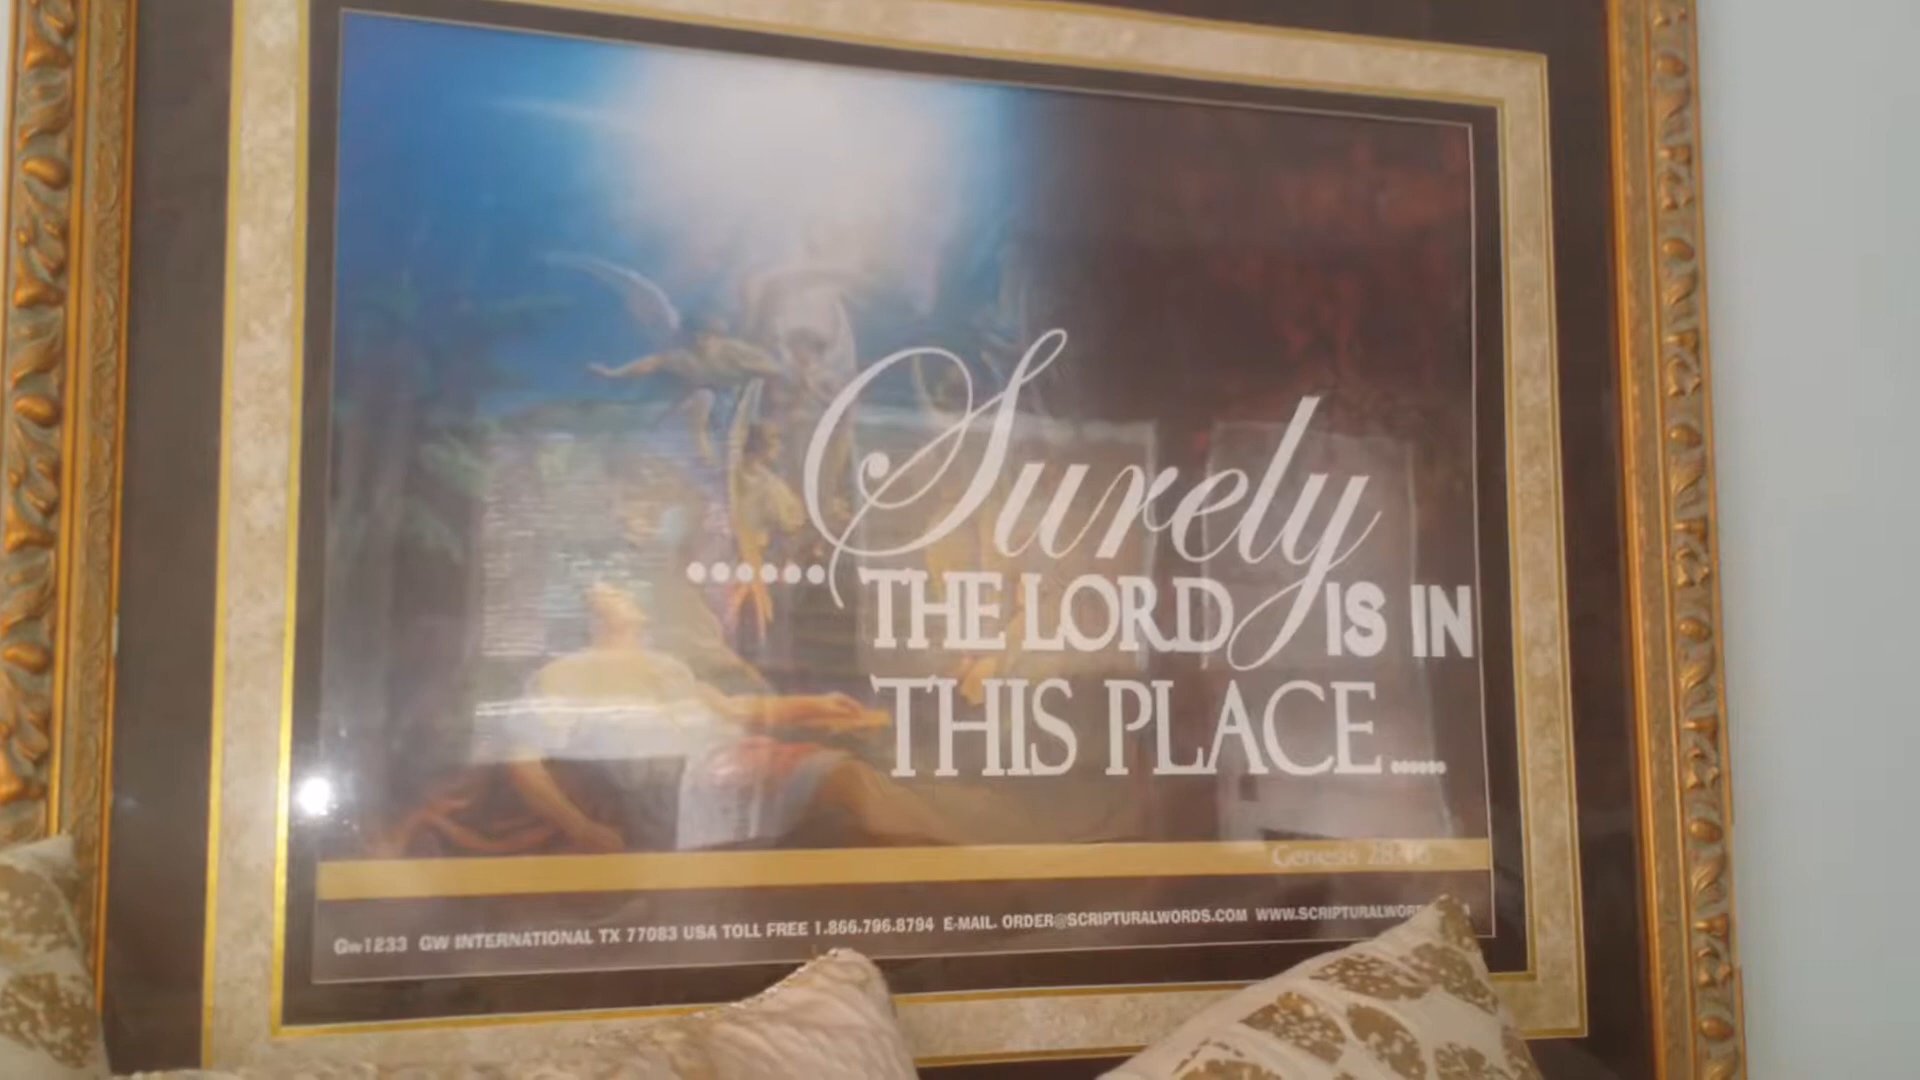 Surely
......THE LORD IS IN
THIS PLACE......
Genesis 28:16
Gw1233 GW INTERNATIONAL TX 77083 USA TOLL FREE 1.866.796.8794 E-MAIL. ORDER@SCRIPTURALWORDS.COM